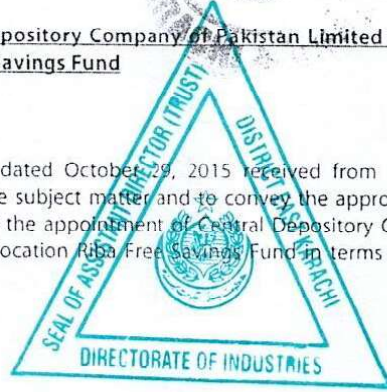 pository Company of Pakistan Limited
avings Fund
dated October 29, 2015 received from
e subject matter and to convey the appro
the appointment of Central Depository C
location Riba Free Savings Fund in terms
SEAL OF ASSISTANT DIRECTOR (TRUST)
DISTRICT EAST KARACHI
DIRECTORATE OF INDUSTRIES